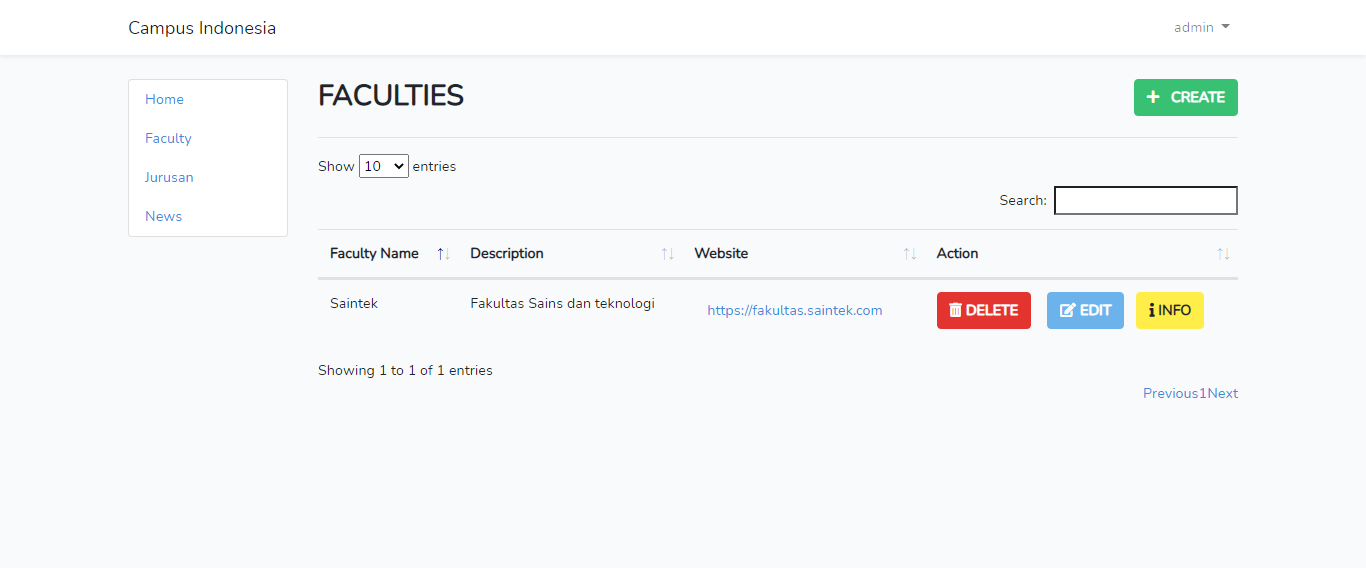 Campus Indonesia
admin
Home
Faculty
Jurusan
News
FACULTIES
CREATE
Show 10 entries
Search:
Faculty Name Description Website Action
Saintek Fakultas Sains dan teknologi https://fakultas.saintek.com DELETE EDIT INFO
Showing 1 to 1 of 1 entries
Previous1Next